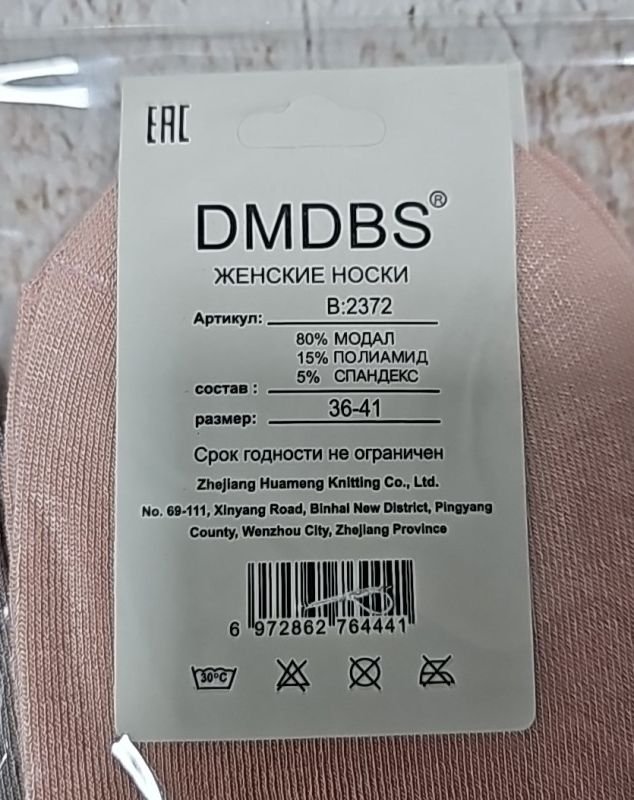 EAC
DMDBS®
ЖЕНСКИЕ НОСКИ
Артикул: B:2372
80% МОДАЛ
15% ПОЛИАМИД
5% СПАНДЕКС
состав :
размер: 36-41
Срок годности не ограничен
Zhejiang Huameng Knitting Co., Ltd.
No. 69-111, Xinyang Road, Binhai New District, Pingyang
County, Wenzhou City, Zhejiang Province
6 972862 764441
30°C